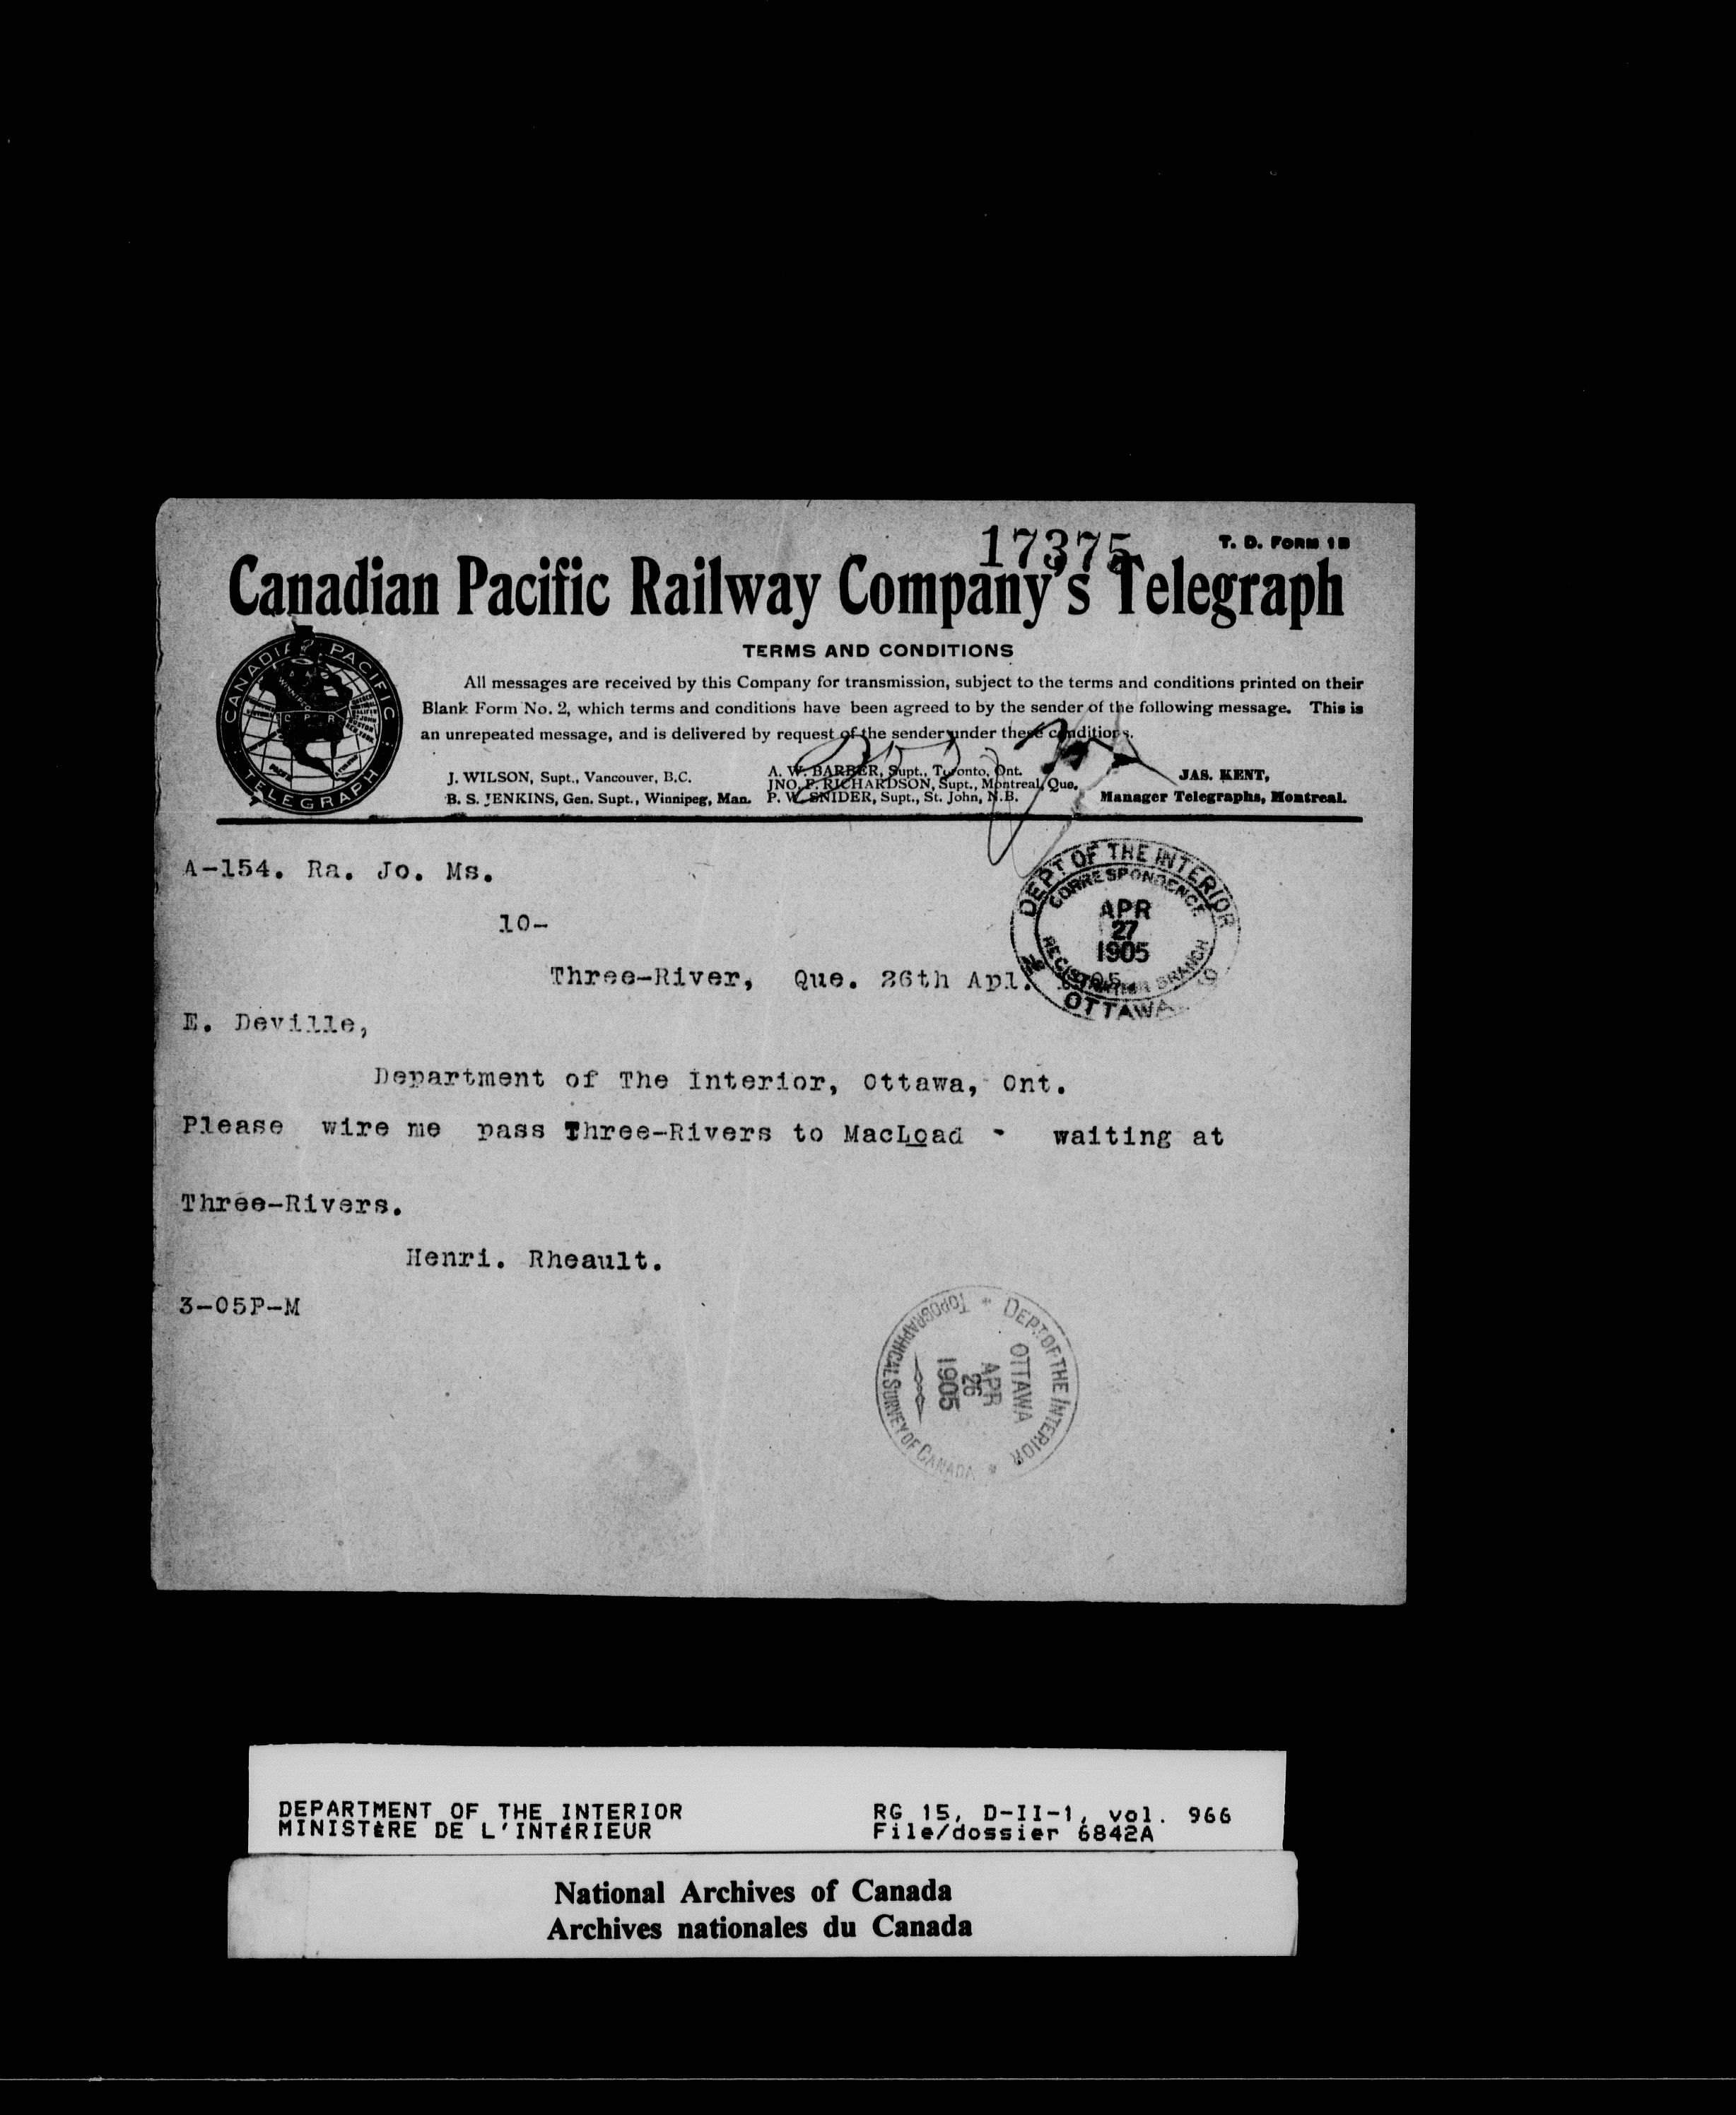 17375
T. D. FORM 1B
Canadian Pacific Railway Company's Telegraph
CANADIAN PACIFIC TELEGRAPH
TERMS AND CONDITIONS
All messages are received by this Company for transmission, subject to the terms and conditions printed on their
Blank Form No. 2, which terms and conditions have been agreed to by the sender of the following message. This is
an unrepeated message, and is delivered by request of the sender under these conditions.
J. WILSON, Supt., Vancouver, B.C.
B. S. JENKINS, Gen. Supt., Winnipeg, Man.
A. W. BARBER, Supt., Toronto, Ont.
JNO. F. RICHARDSON, Supt., Montreal, Que.
P. W. SNIDER, Supt., St. John, N.B.
JAS. KENT,
Manager Telegraphs, Montreal.
A-154. Ra. Jo. Ms.
10-
DEPT OF THE INTERIOR
CORRESPONDENCE
APR
27
1905
REGISTRATION BRANCH
OTTAWA
Three-River, Que. 26th Apl. 1905
E. Deville,
Department of The Interior, Ottawa, Ont.
Please wire me pass Three-Rivers to MacLoad - waiting at
Three-Rivers.
Henri. Rheault.
3-05P-M
DEPT. OF THE INTERIOR
OTTAWA
APR
26
1905
TOPOGRAPHICAL SURVEY OF CANADA
DEPARTMENT OF THE INTERIOR
MINISTÈRE DE L'INTÉRIEUR
RG 15, D-II-1, vol. 966
File/dossier 6842A
National Archives of Canada
Archives nationales du Canada